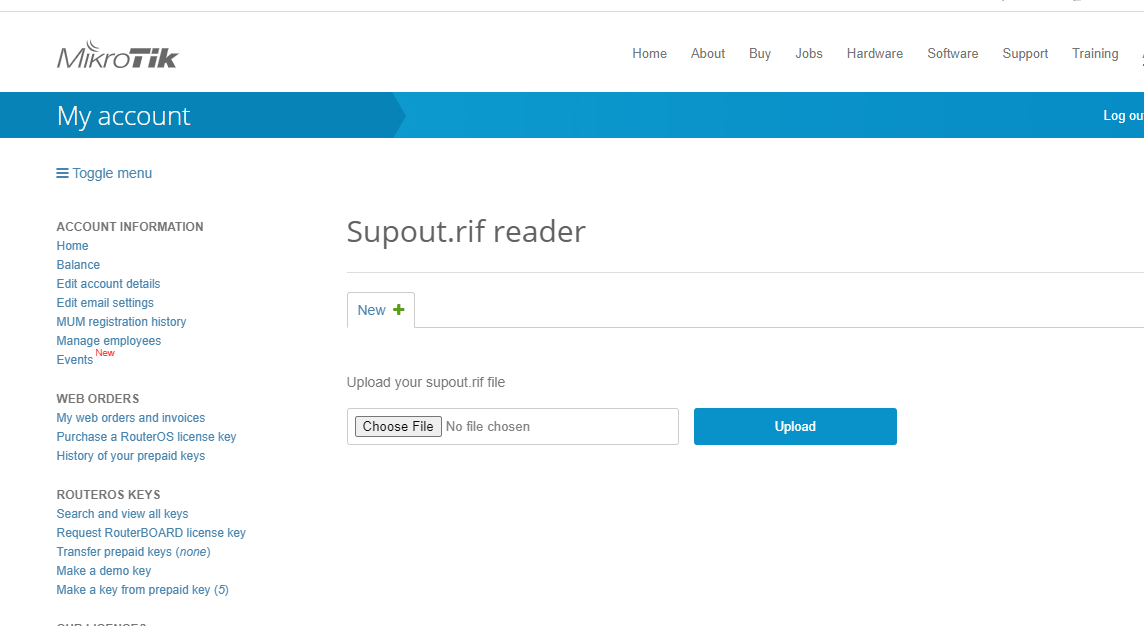 MikroTik
Home About Buy Jobs Hardware Software Support Training
My account
Log ou
Toggle menu
ACCOUNT INFORMATION
Home
Balance
Edit account details
Edit email settings
MUM registration history
Manage employees
Events New
WEB ORDERS
My web orders and invoices
Purchase a RouterOS license key
History of your prepaid keys
ROUTEROS KEYS
Search and view all keys
Request RouterBOARD license key
Transfer prepaid keys (none)
Make a demo key
Make a key from prepaid key (5)
Supout.rif reader
New
Upload your supout.rif file
Choose File No file chosen
Upload